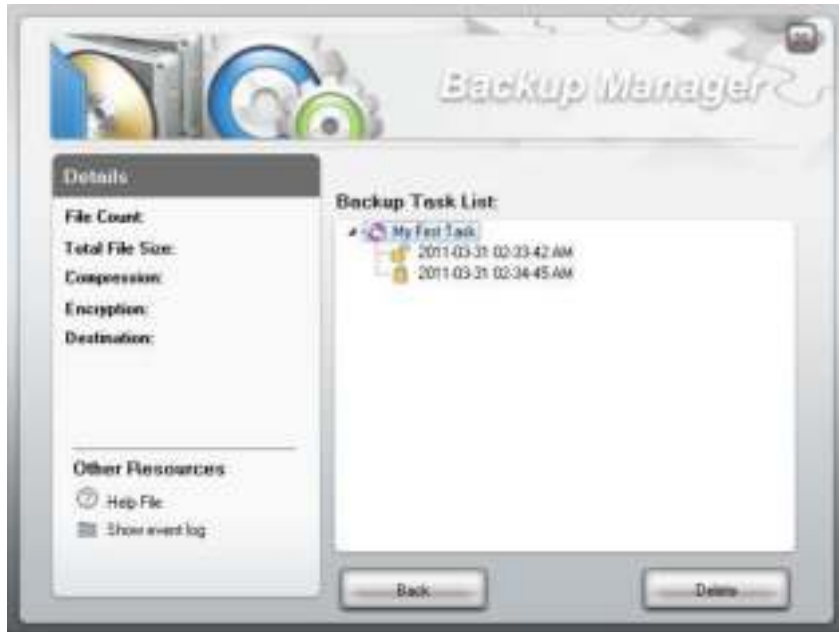 Backup Manager
Details
File Count:
Total File Size:
Compression:
Encryption:
Destination:
Other Resources
Help File
Show event log
Backup Task List:
My First Task
2011-03-31 02:33:42 AM
2011-03-31 02:34:45 AM
Back
Delete